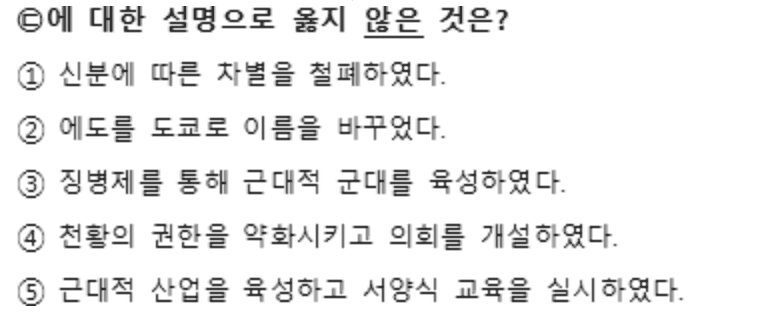 ㉢에 대한 설명으로 옳지 않은 것은?
① 신분에 따른 차별을 철폐하였다.
② 에도를 도쿄로 이름을 바꾸었다.
③ 징병제를 통해 근대적 군대를 육성하였다.
④ 천황의 권한을 약화시키고 의회를 개설하였다.
⑤ 근대적 산업을 육성하고 서양식 교육을 실시하였다.